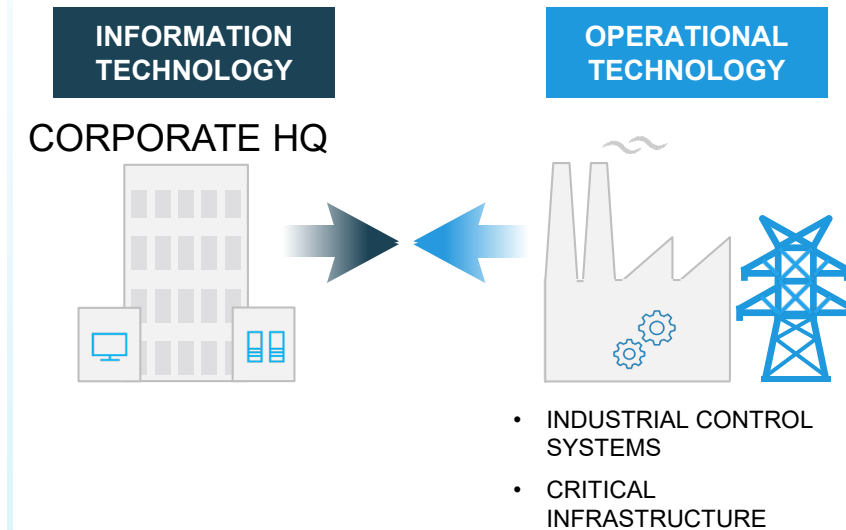 INFORMATION
TECHNOLOGY
OPERATIONAL
TECHNOLOGY
CORPORATE HQ
• INDUSTRIAL CONTROL
SYSTEMS
• CRITICAL
INFRASTRUCTURE